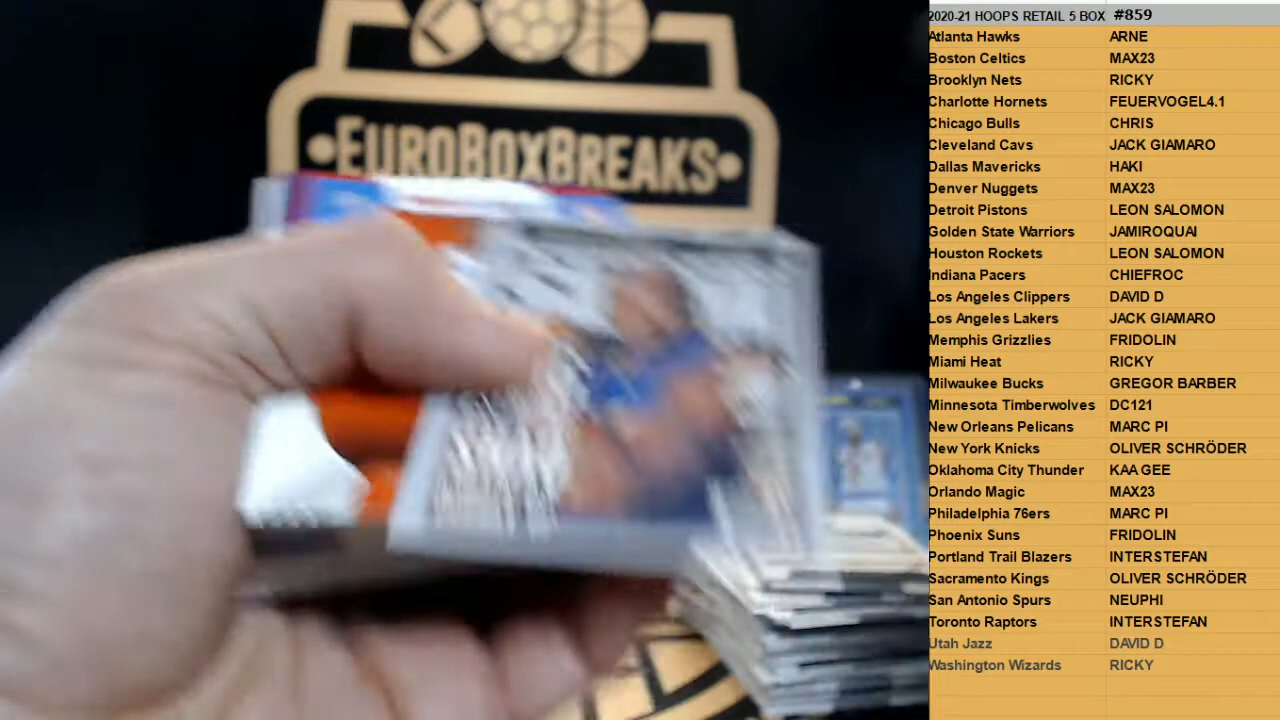 •EUROBOXBREAKS•
2020-21 HOOPS RETAIL 5 BOX #859
Atlanta Hawks ARNE
Boston Celtics MAX23
Brooklyn Nets RICKY
Charlotte Hornets FEUERVOGEL4.1
Chicago Bulls CHRIS
Cleveland Cavs JACK GIAMARO
Dallas Mavericks HAKI
Denver Nuggets MAX23
Detroit Pistons LEON SALOMON
Golden State Warriors JAMIROQUAI
Houston Rockets LEON SALOMON
Indiana Pacers CHIEFROC
Los Angeles Clippers DAVID D
Los Angeles Lakers JACK GIAMARO
Memphis Grizzlies FRIDOLIN
Miami Heat RICKY
Milwaukee Bucks GREGOR BARBER
Minnesota Timberwolves DC121
New Orleans Pelicans MARC PI
New York Knicks OLIVER SCHRÖDER
Oklahoma City Thunder KAA GEE
Orlando Magic MAX23
Philadelphia 76ers MARC PI
Phoenix Suns FRIDOLIN
Portland Trail Blazers INTERSTEFAN
Sacramento Kings OLIVER SCHRÖDER
San Antonio Spurs NEUPHI
Toronto Raptors INTERSTEFAN
Utah Jazz DAVID D
Washington Wizards RICKY